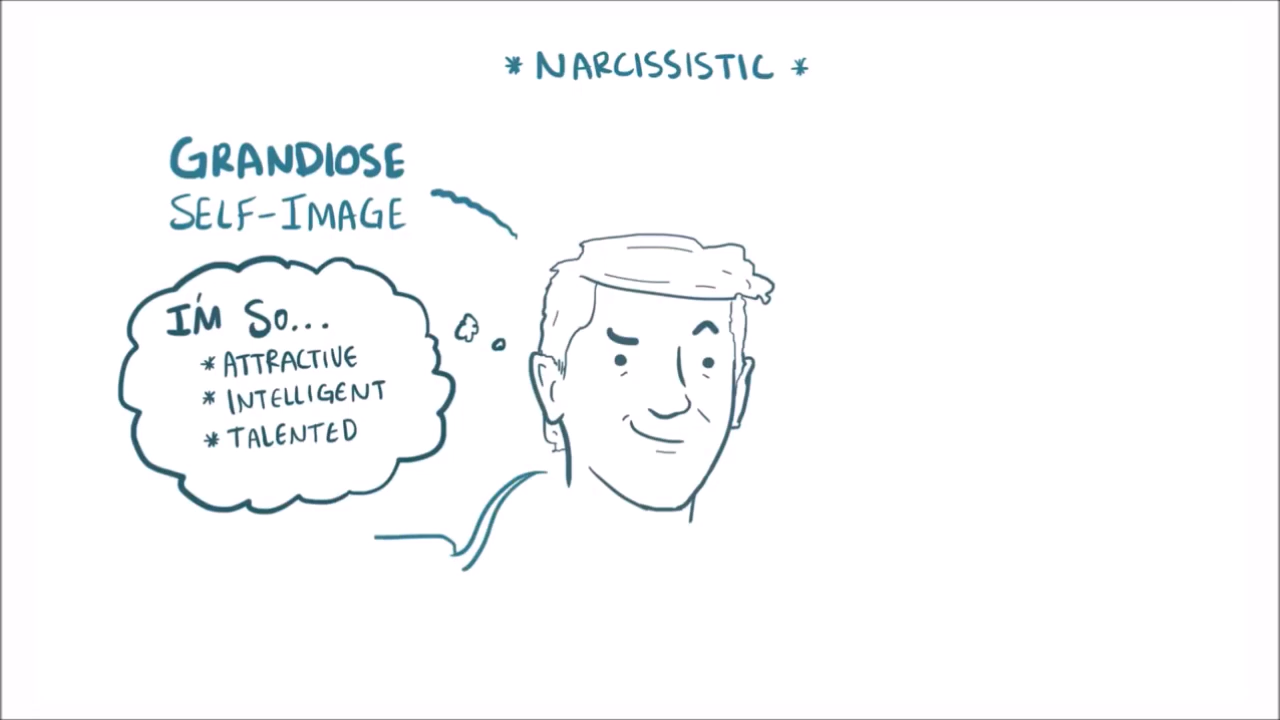 * NARCISSISTIC *
GRANDIOSE
SELF-IMAGE
I'M SO...
* ATTRACTIVE
* INTELLIGENT
* TALENTED